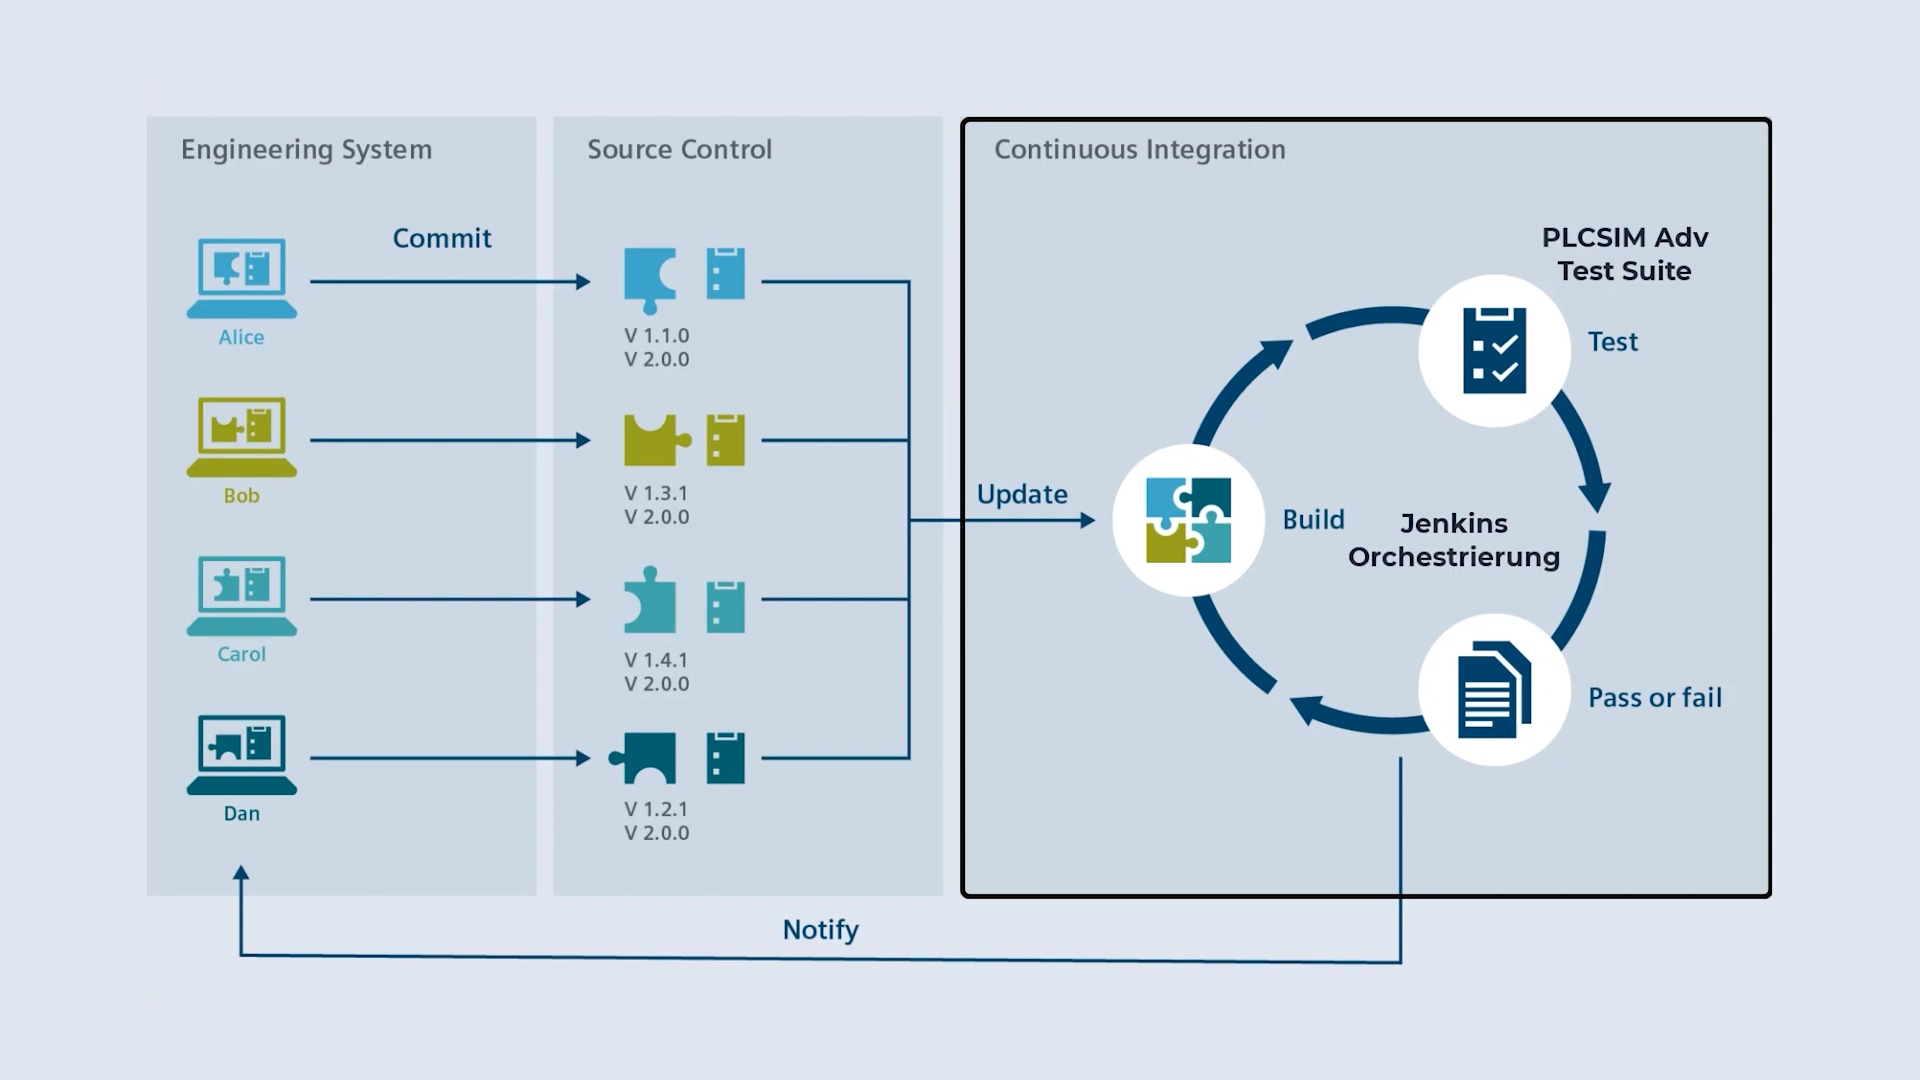 Engineering System
Source Control
Continuous Integration
Commit
Alice
V 1.1.0
V 2.0.0
Bob
V 1.3.1
V 2.0.0
Carol
V 1.4.1
V 2.0.0
Dan
V 1.2.1
V 2.0.0
Update
Build
PLCSIM Adv
Test Suite
Test
Jenkins
Orchestrierung
Pass or fail
Notify